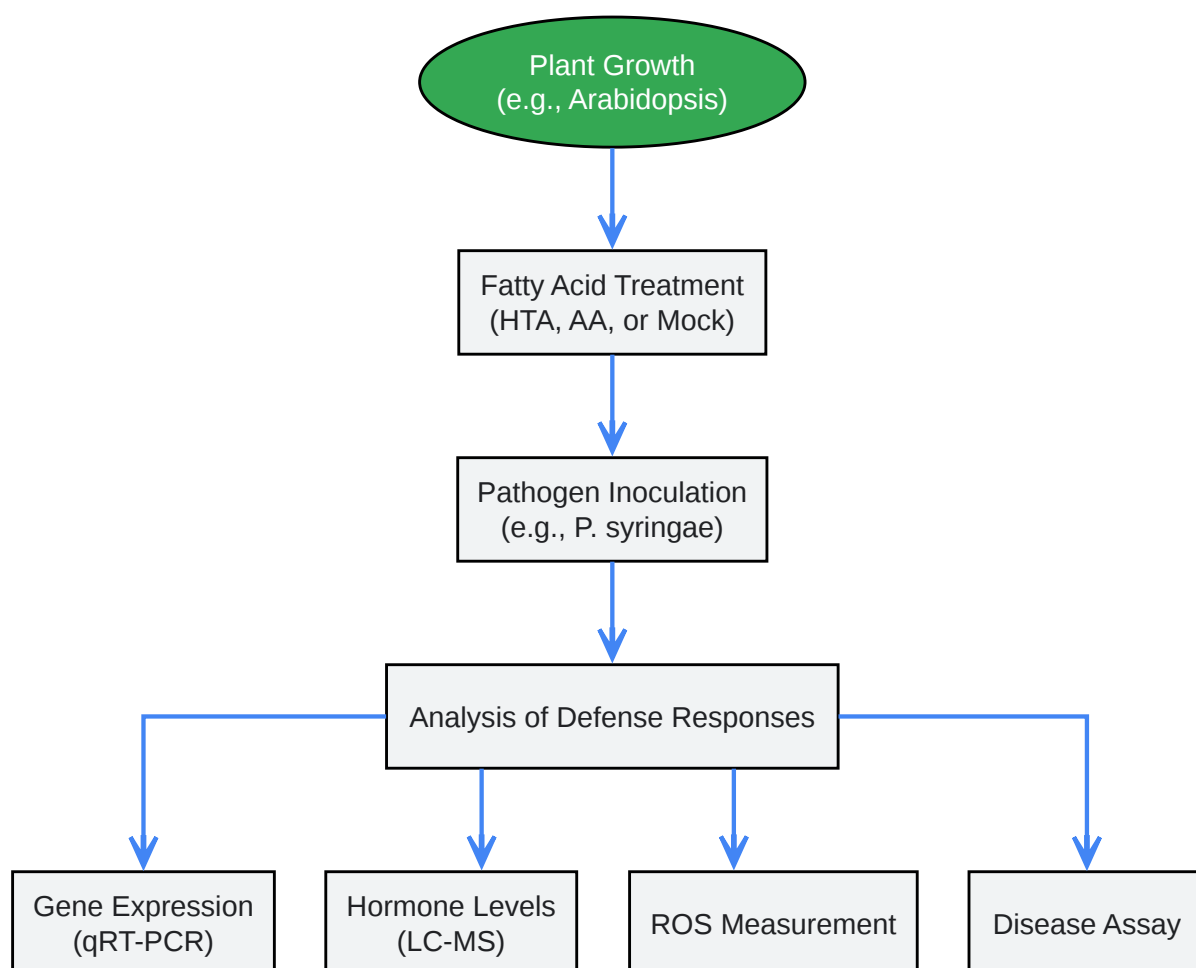 Plant Growth
(e.g., Arabidopsis)
Fatty Acid Treatment
(HTA, AA, or Mock)
Pathogen Inoculation
(e.g., P. syringae)
Analysis of Defense Responses
Gene Expression
(qRT-PCR)
Hormone Levels
(LC-MS)
ROS Measurement
Disease Assay